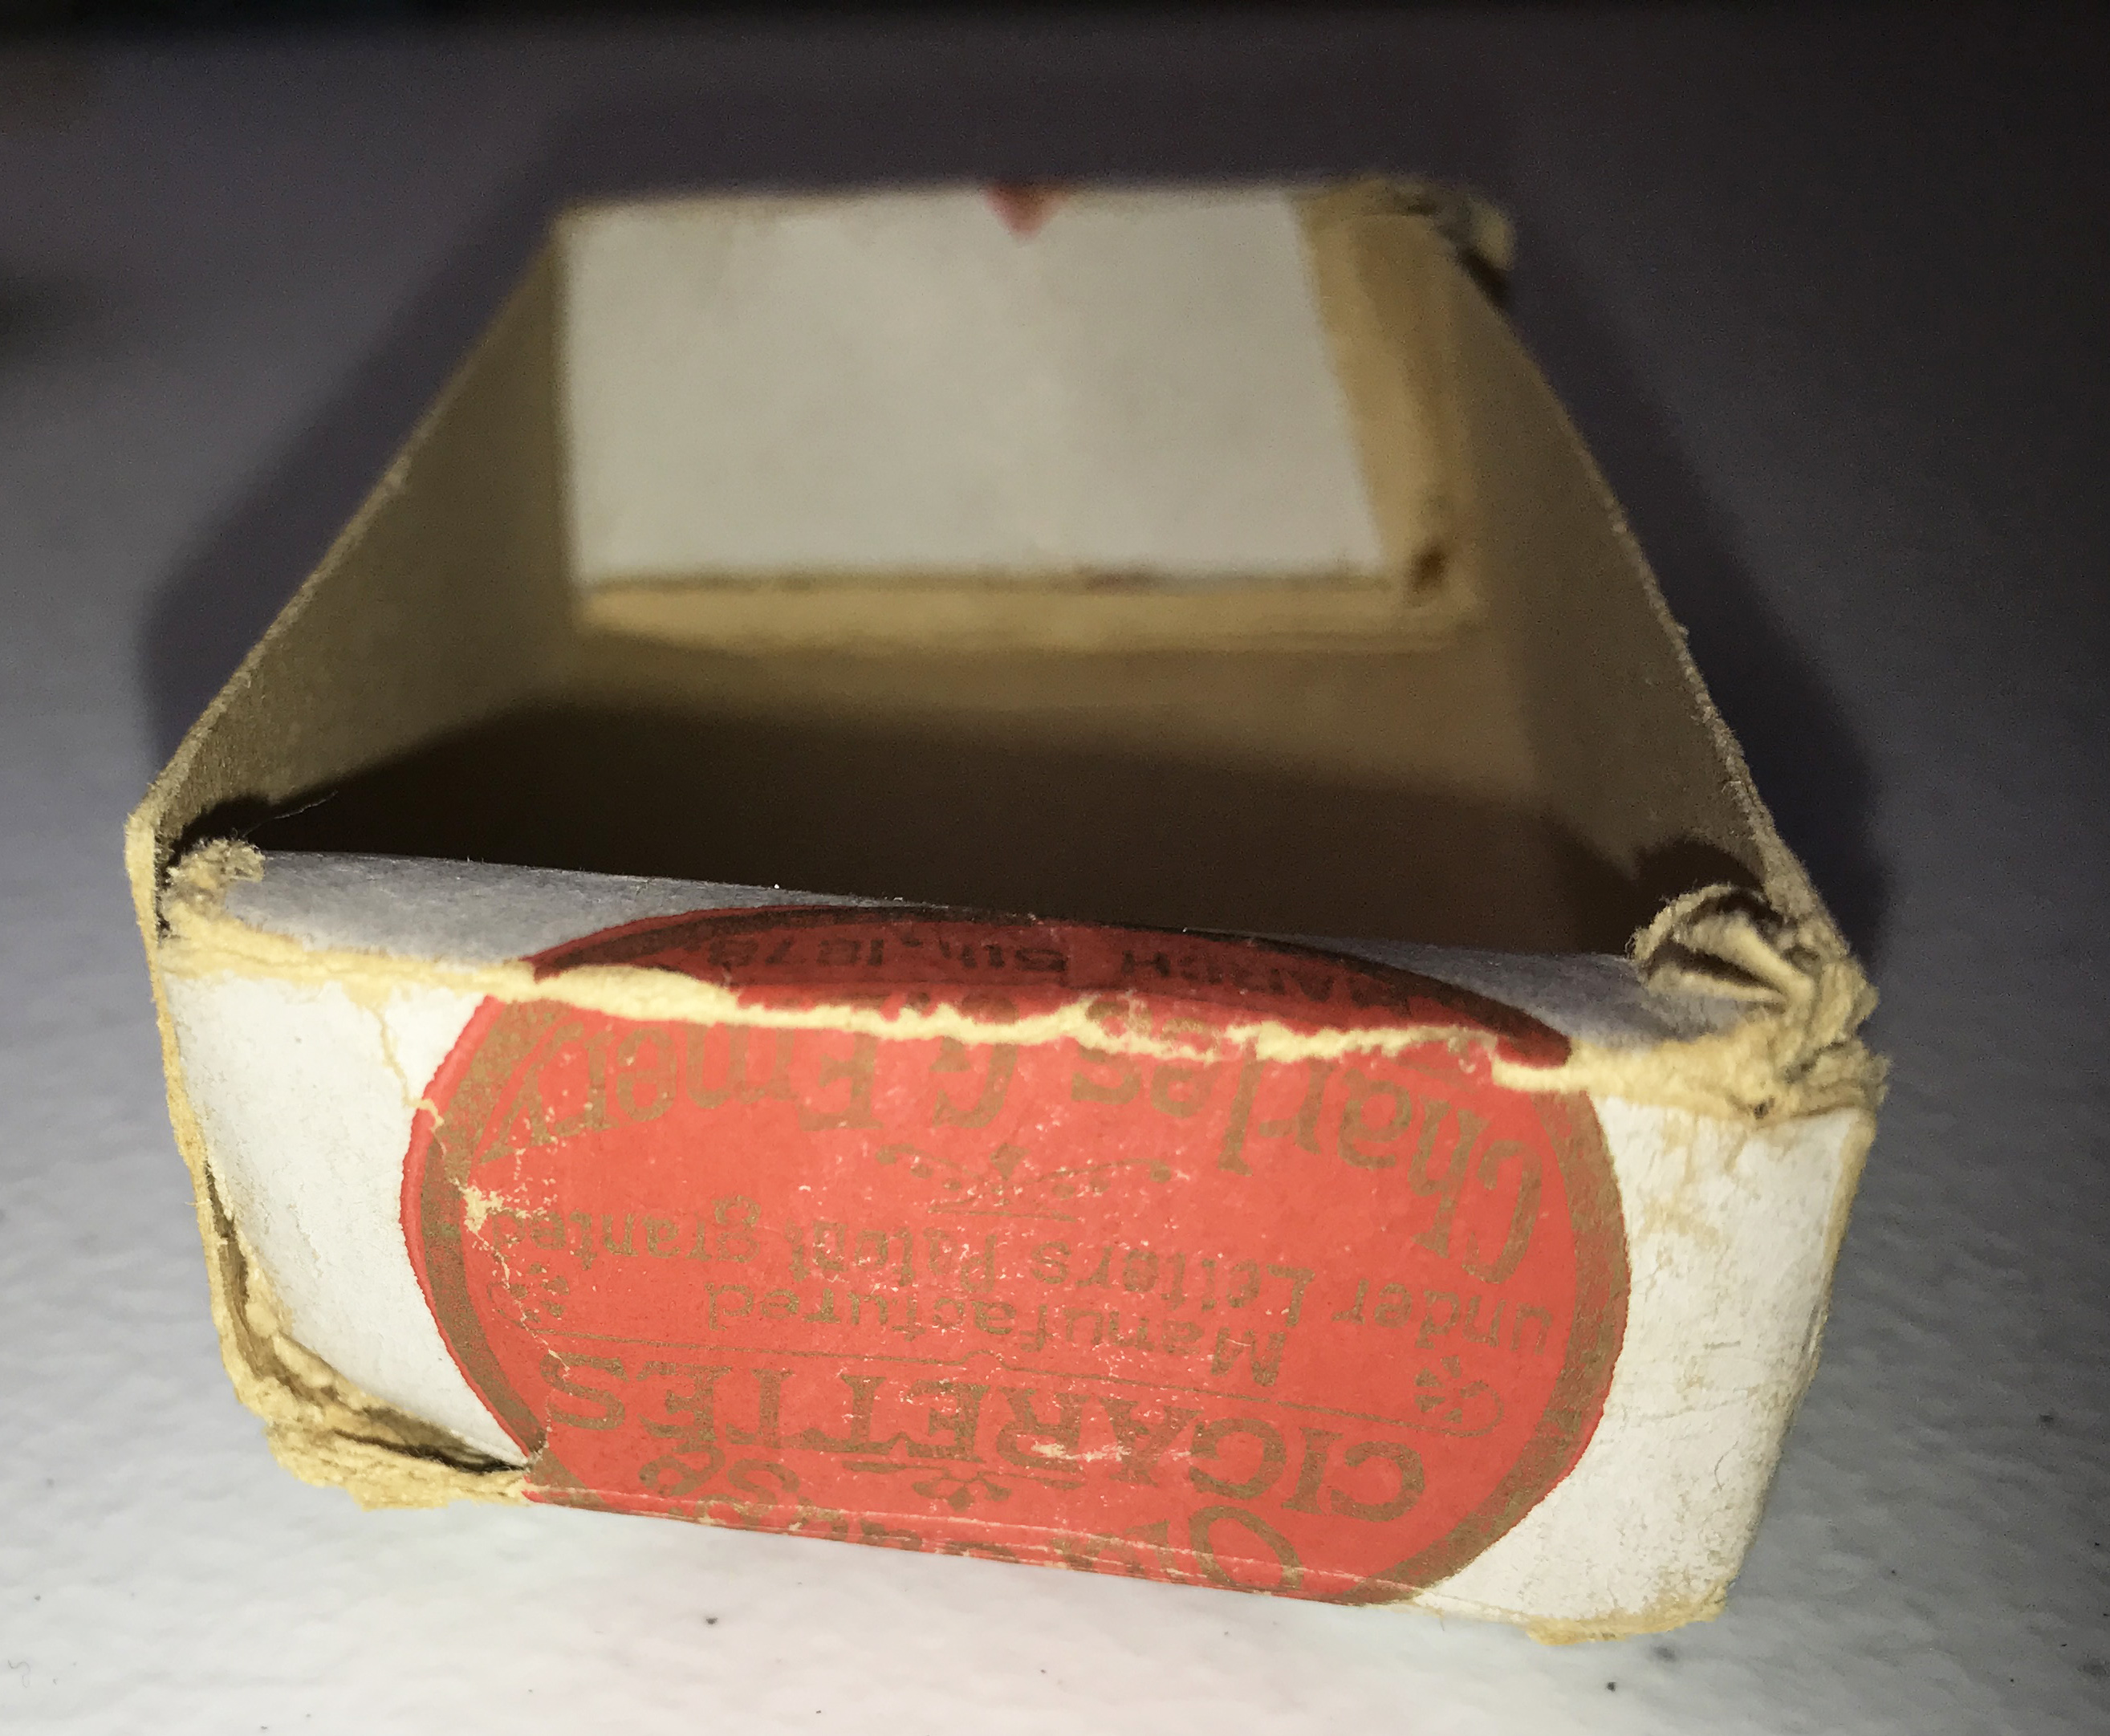 CIGARETTES
Manufactured
under Letters Patent granted
Charles G. Emery
MARCH 5th, 1878